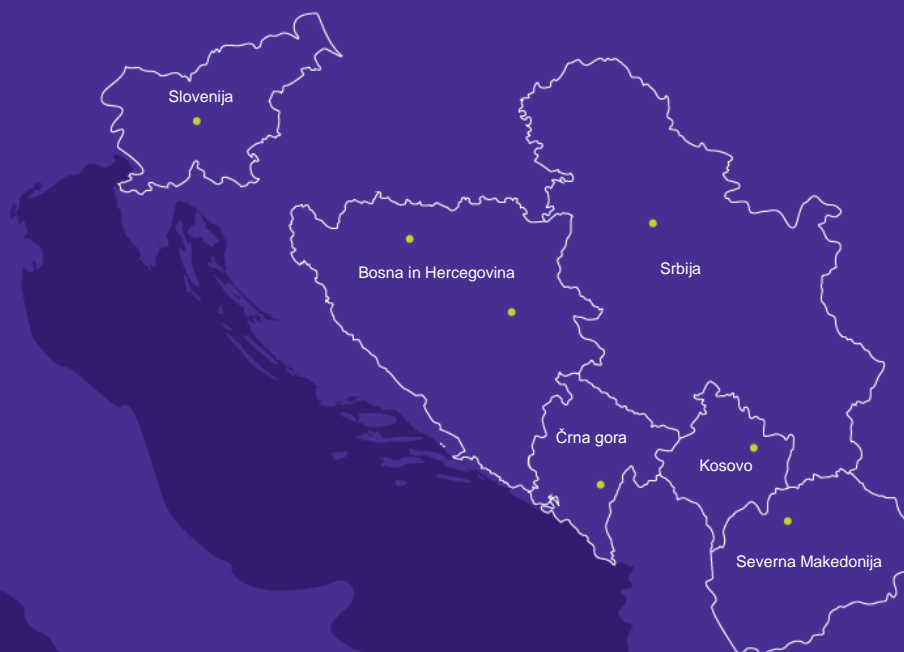 Slovenija
Bosna in Hercegovina
Srbija
Črna gora
Kosovo
Severna Makedonija